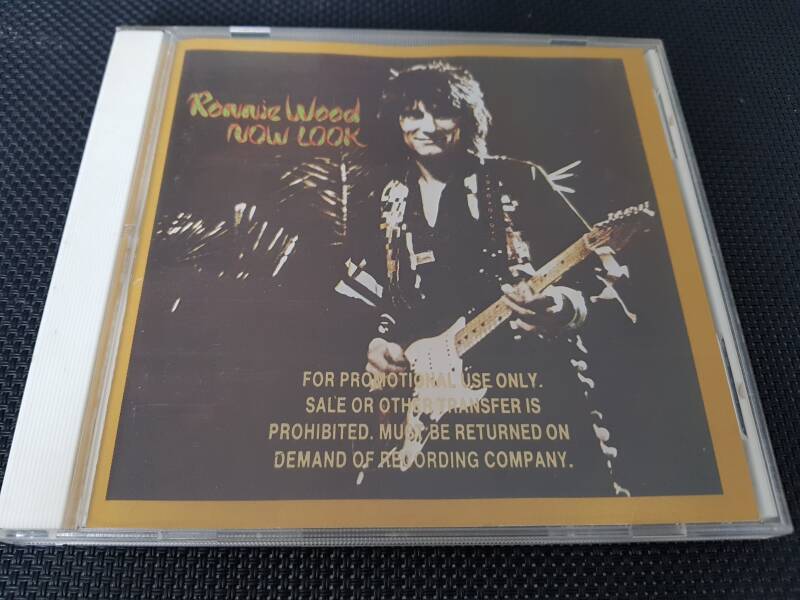 Ronnie Wood
NOW LOOK
FOR PROMOTIONAL USE ONLY.
SALE OR OTHER TRANSFER IS
PROHIBITED. MUST BE RETURNED ON
DEMAND OF RECORDING COMPANY.